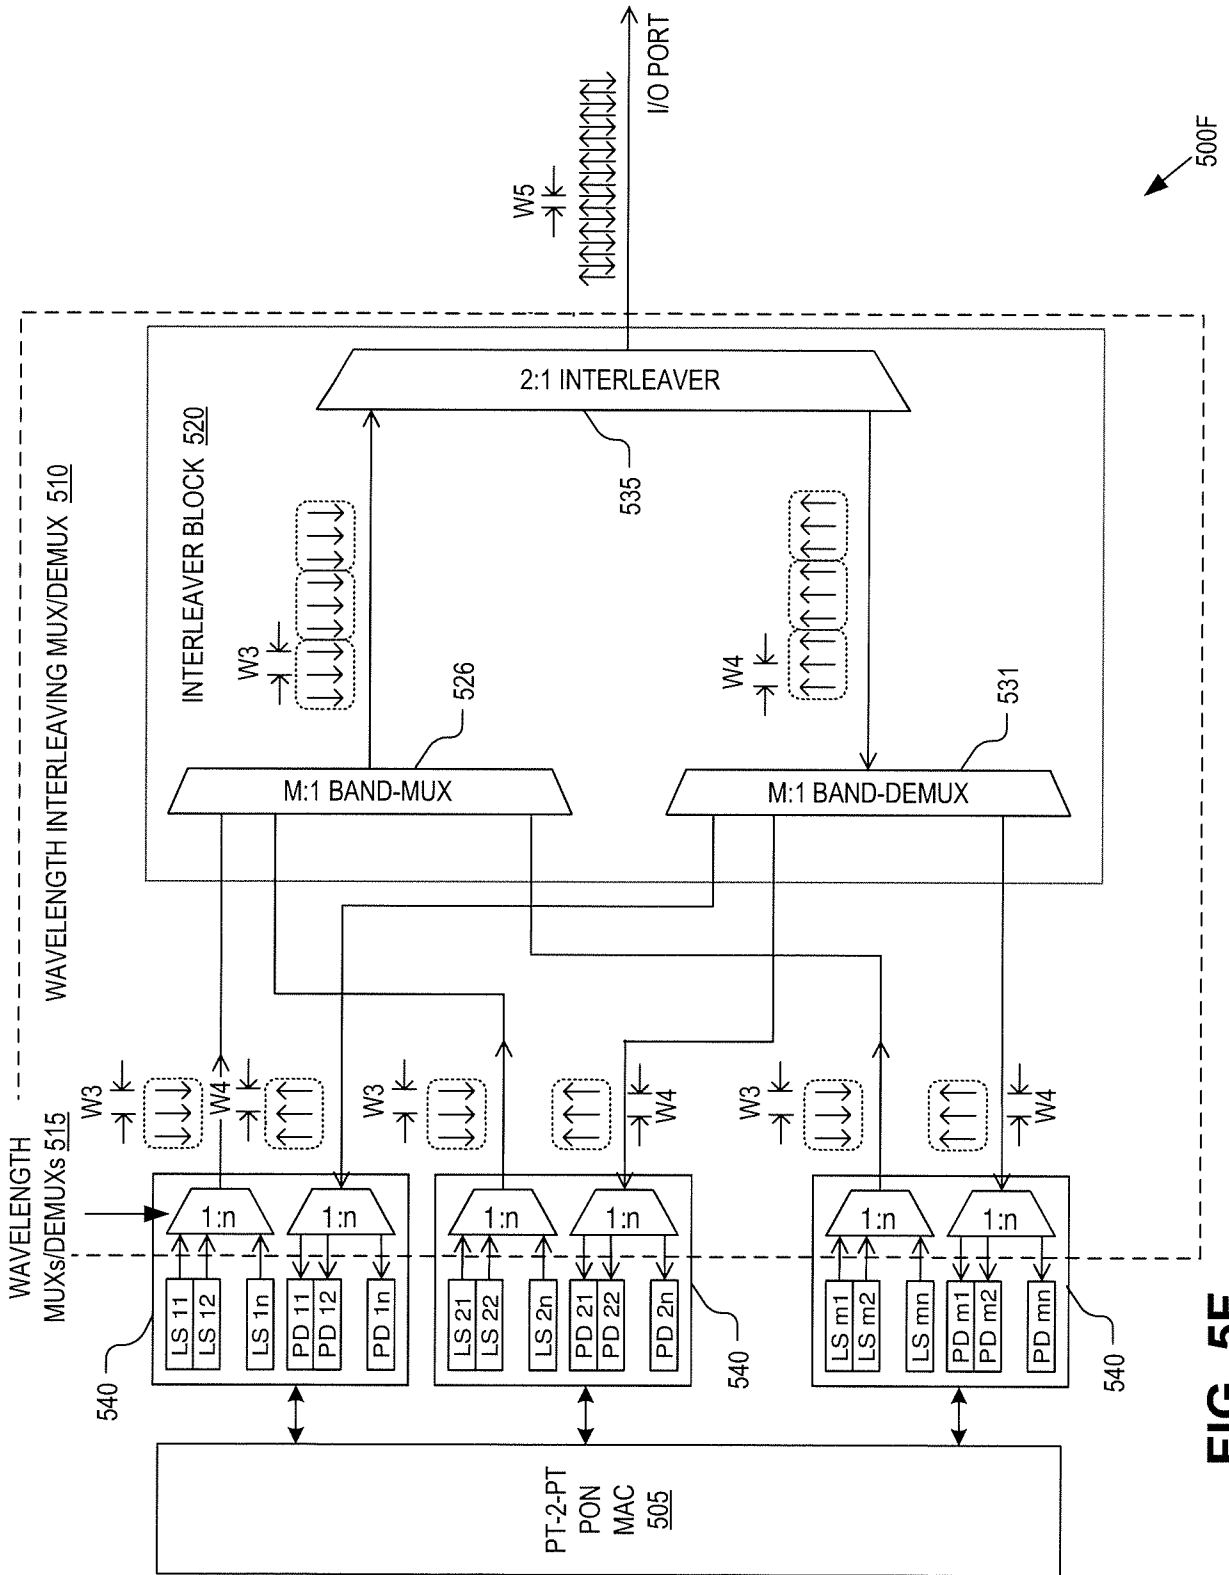 WAVELENGTH
MUXs/DEMUXs 515
WAVELENGTH INTERLEAVING MUX/DEMUX 510
INTERLEAVER BLOCK 520
PT-2-PT
PON
MAC
505
540
LS 11
LS 12
LS 1n
PD 11
PD 12
PD 1n
1:n
1:n
W3
W4
540
LS 21
LS 22
LS 2n
PD 21
PD 22
PD 2n
1:n
1:n
W3
W4
540
LS m1
LS m2
LS mn
PD m1
PD m2
PD mn
1:n
1:n
W3
W4
M:1 BAND-MUX
526
W3
M:1 BAND-DEMUX
531
W4
2:1 INTERLEAVER
535
W5
I/O PORT
500F
FIG. 5F